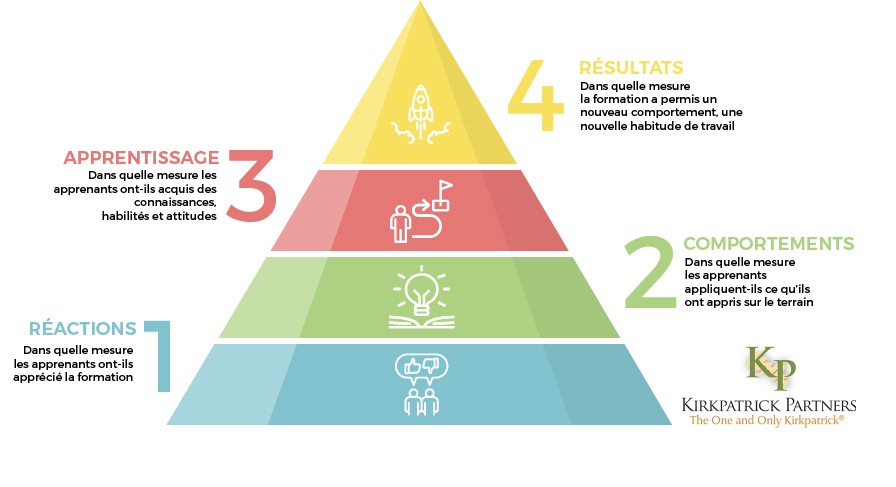 4
RÉSULTATS
Dans quelle mesure
la formation a permis un
nouveau comportement, une
nouvelle habitude de travail
APPRENTISSAGE
3
Dans quelle mesure les
apprenants ont-ils acquis des
connaissances,
habilités et attitudes
2
COMPORTEMENTS
Dans quelle mesure
les apprenants
appliquent-ils ce qu'ils
ont appris sur le terrain
RÉACTIONS
1
Dans quelle mesure
les apprenants ont-ils
apprécié la formation
KP
KIRKPATRICK PARTNERS
The One and Only Kirkpatrick®